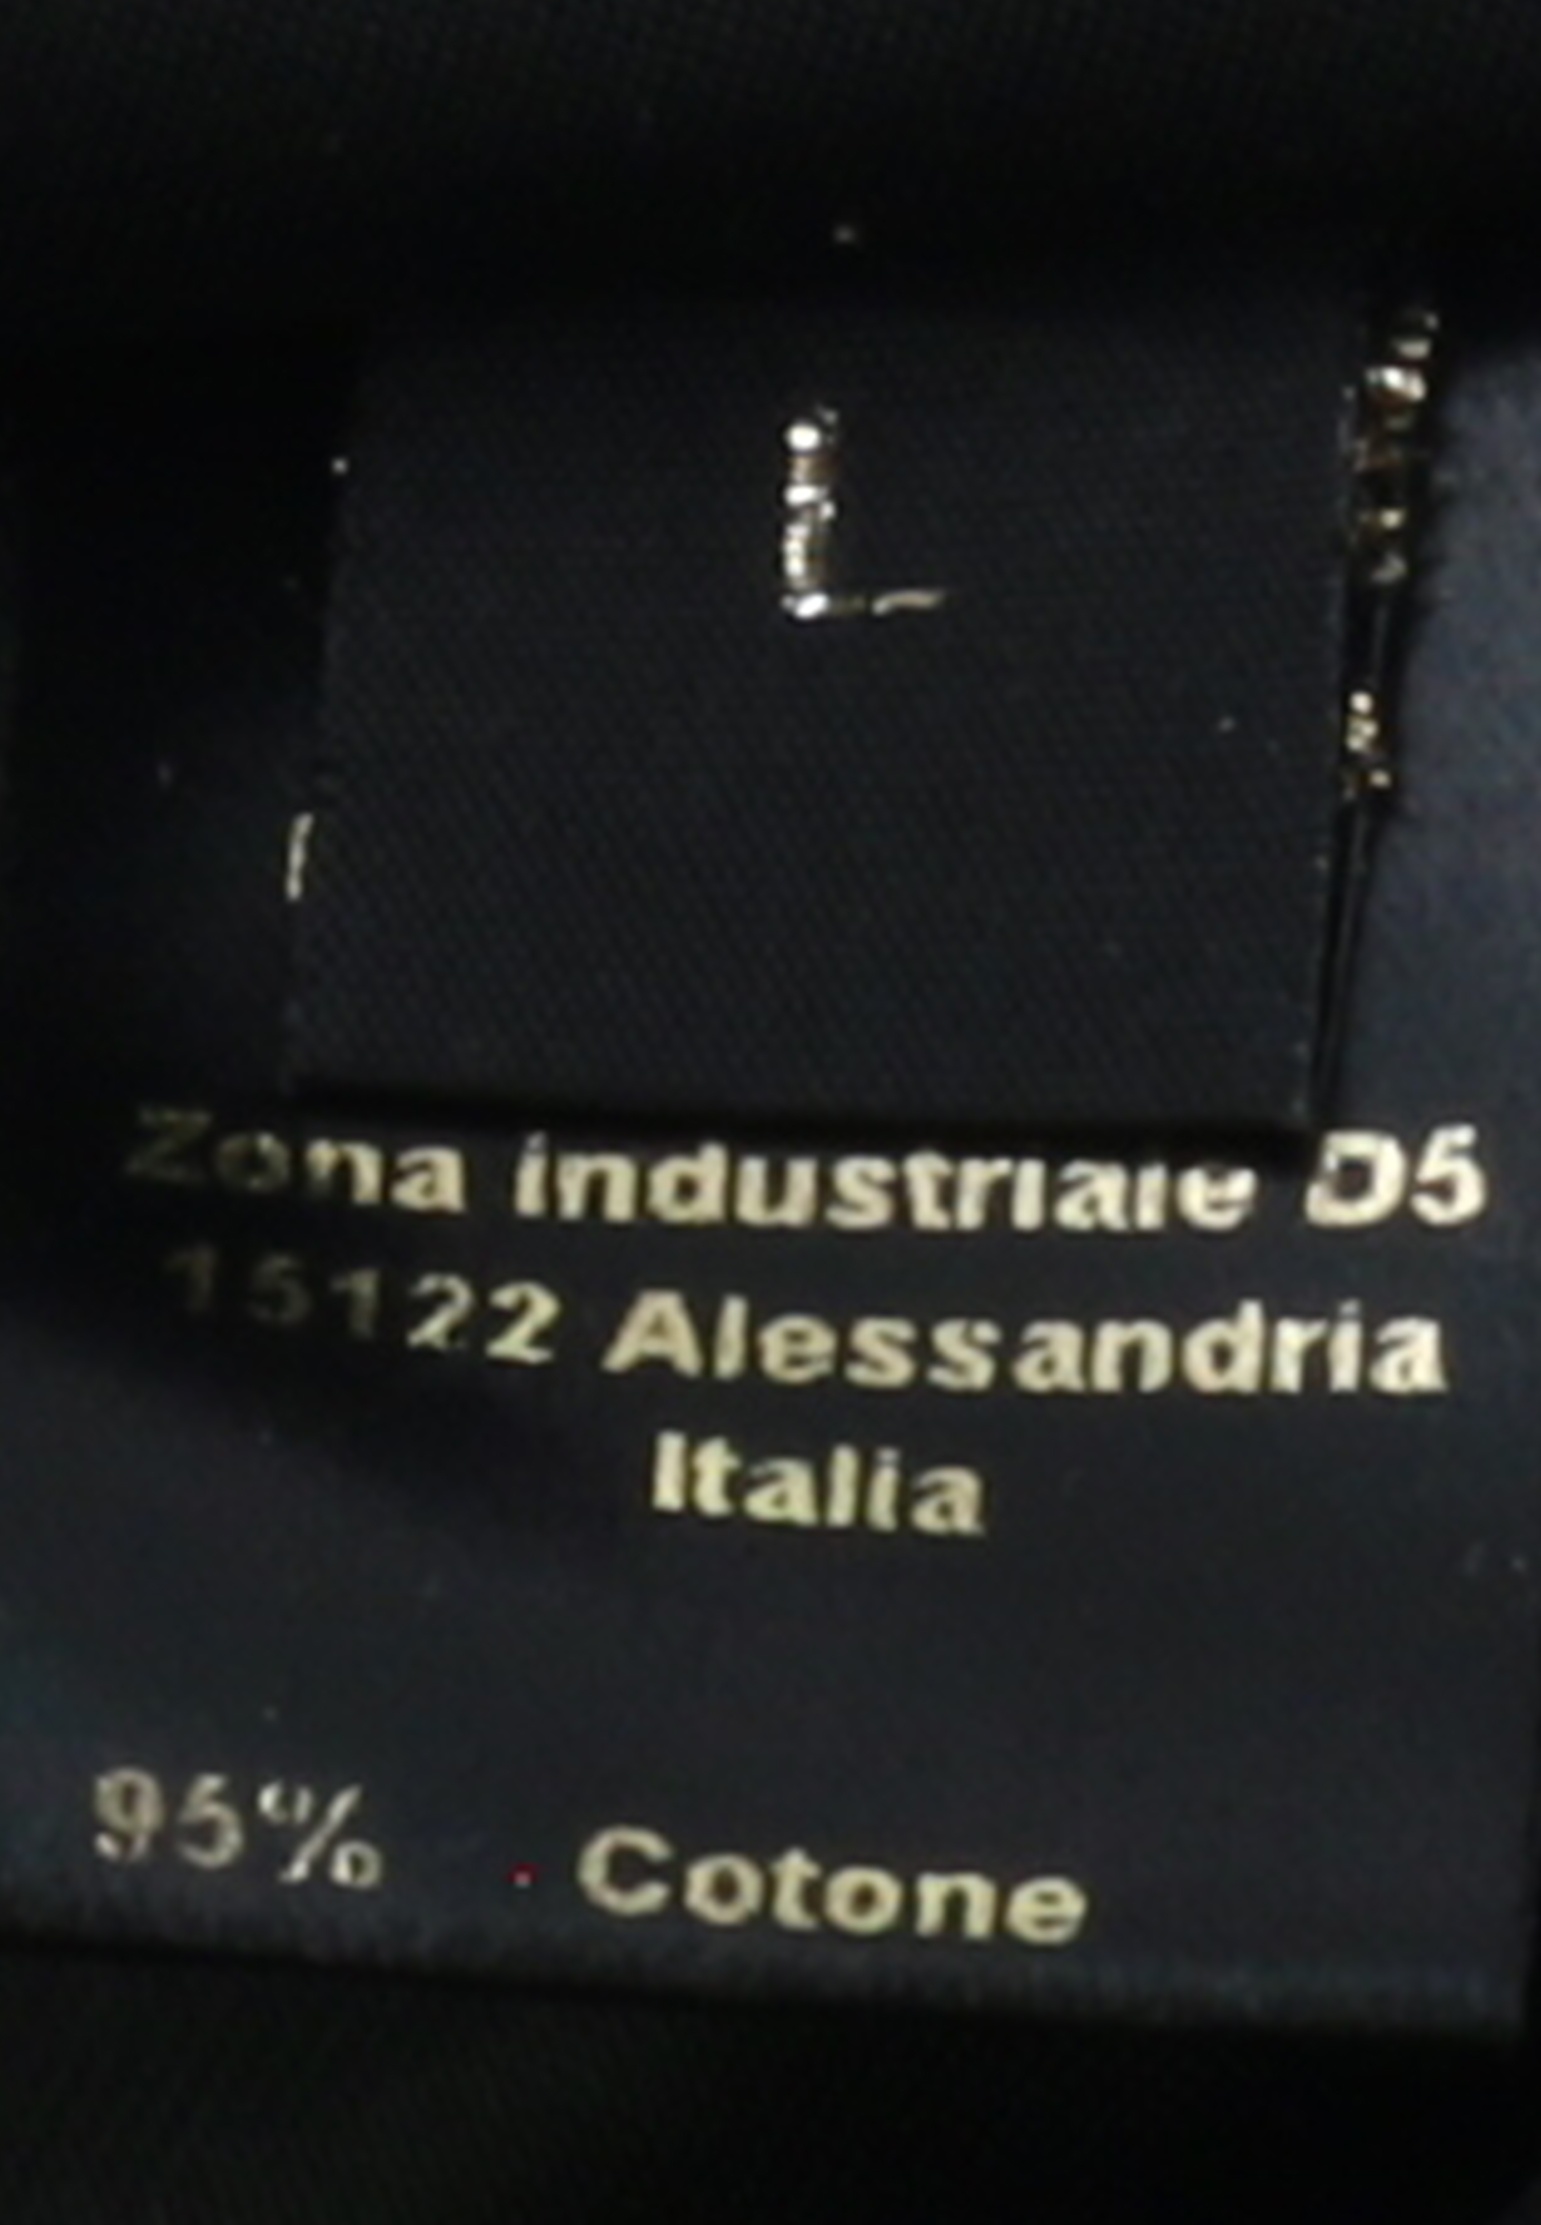 L
Zona industriale D5
15122 Alessandria
Italia
95% Cotone